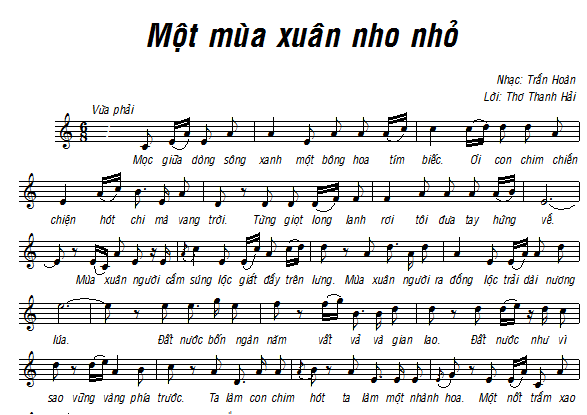 Một mùa xuân nho nhỏ
Nhạc: Trần Hoàn
Lời: Thơ Thanh Hải
Vừa phải
6
8
Mọc giữa dòng sông xanh một bông hoa tím biếc. Ơi con chim chiền
chiện hót chi mà vang trời. Từng giọt long lanh rơi tôi đưa tay hứng về.
Mùa xuân người cầm súng lộc giắt đầy trên lưng. Mùa xuân người ra đồng lộc trải dài nương
lúa. Đất nước bốn ngàn năm vất vả và gian lao. Đất nước như vì
sao vững vàng phía trước. Ta làm con chim hót ta làm một nhành hoa. Một nốt trầm xao